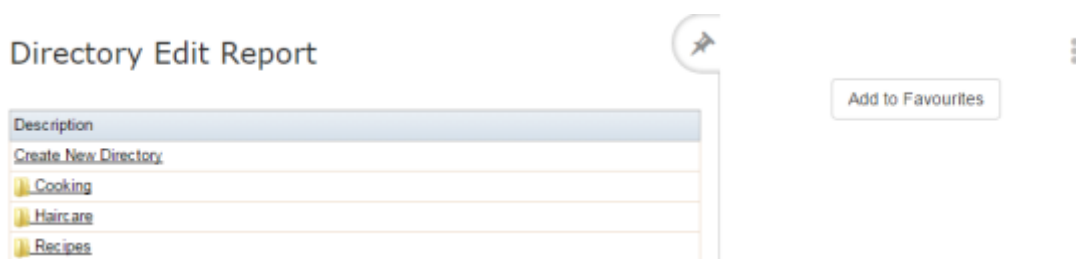 Directory Edit Report
Add to Favourites
Description
Create New Directory
Cooking
Haircare
Recipes